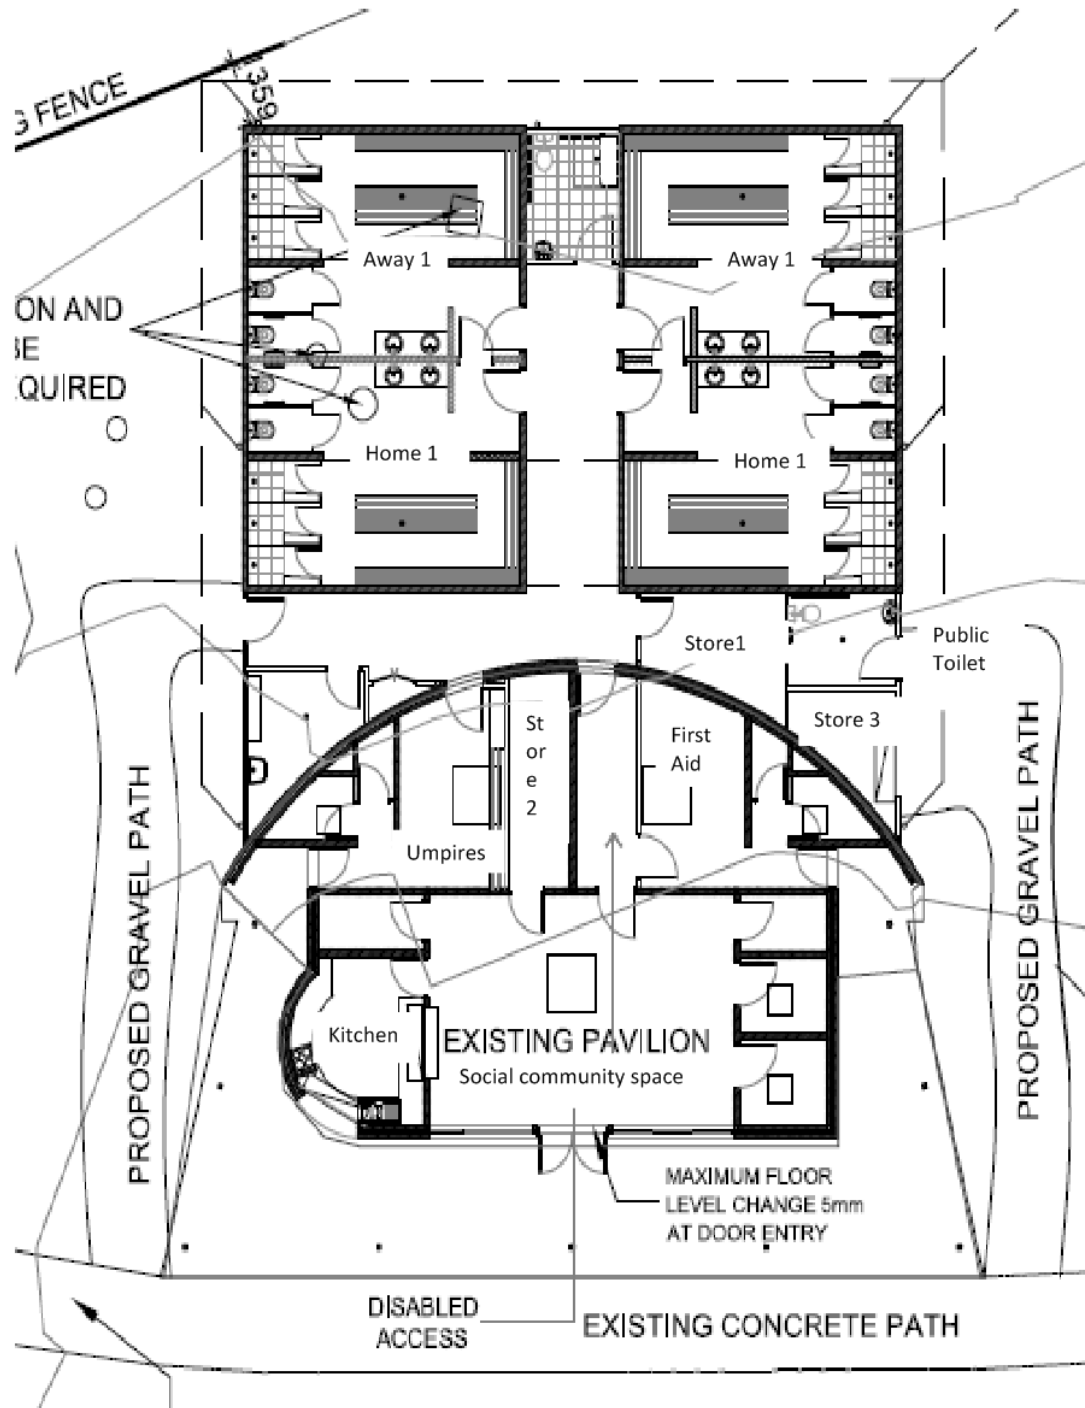 G FENCE
1359
Away 1
Away 1
ON AND
BE
QUIRED
Home 1
Home 1
Store1
Public
Toilet
Store 3
St
or
e
2
First
Aid
Umpires
PROPOSED GRAVEL PATH
PROPOSED GRAVEL PATH
Kitchen
EXISTING PAVILION
Social community space
MAXIMUM FLOOR
LEVEL CHANGE 5mm
AT DOOR ENTRY
DISABLED
ACCESS
EXISTING CONCRETE PATH